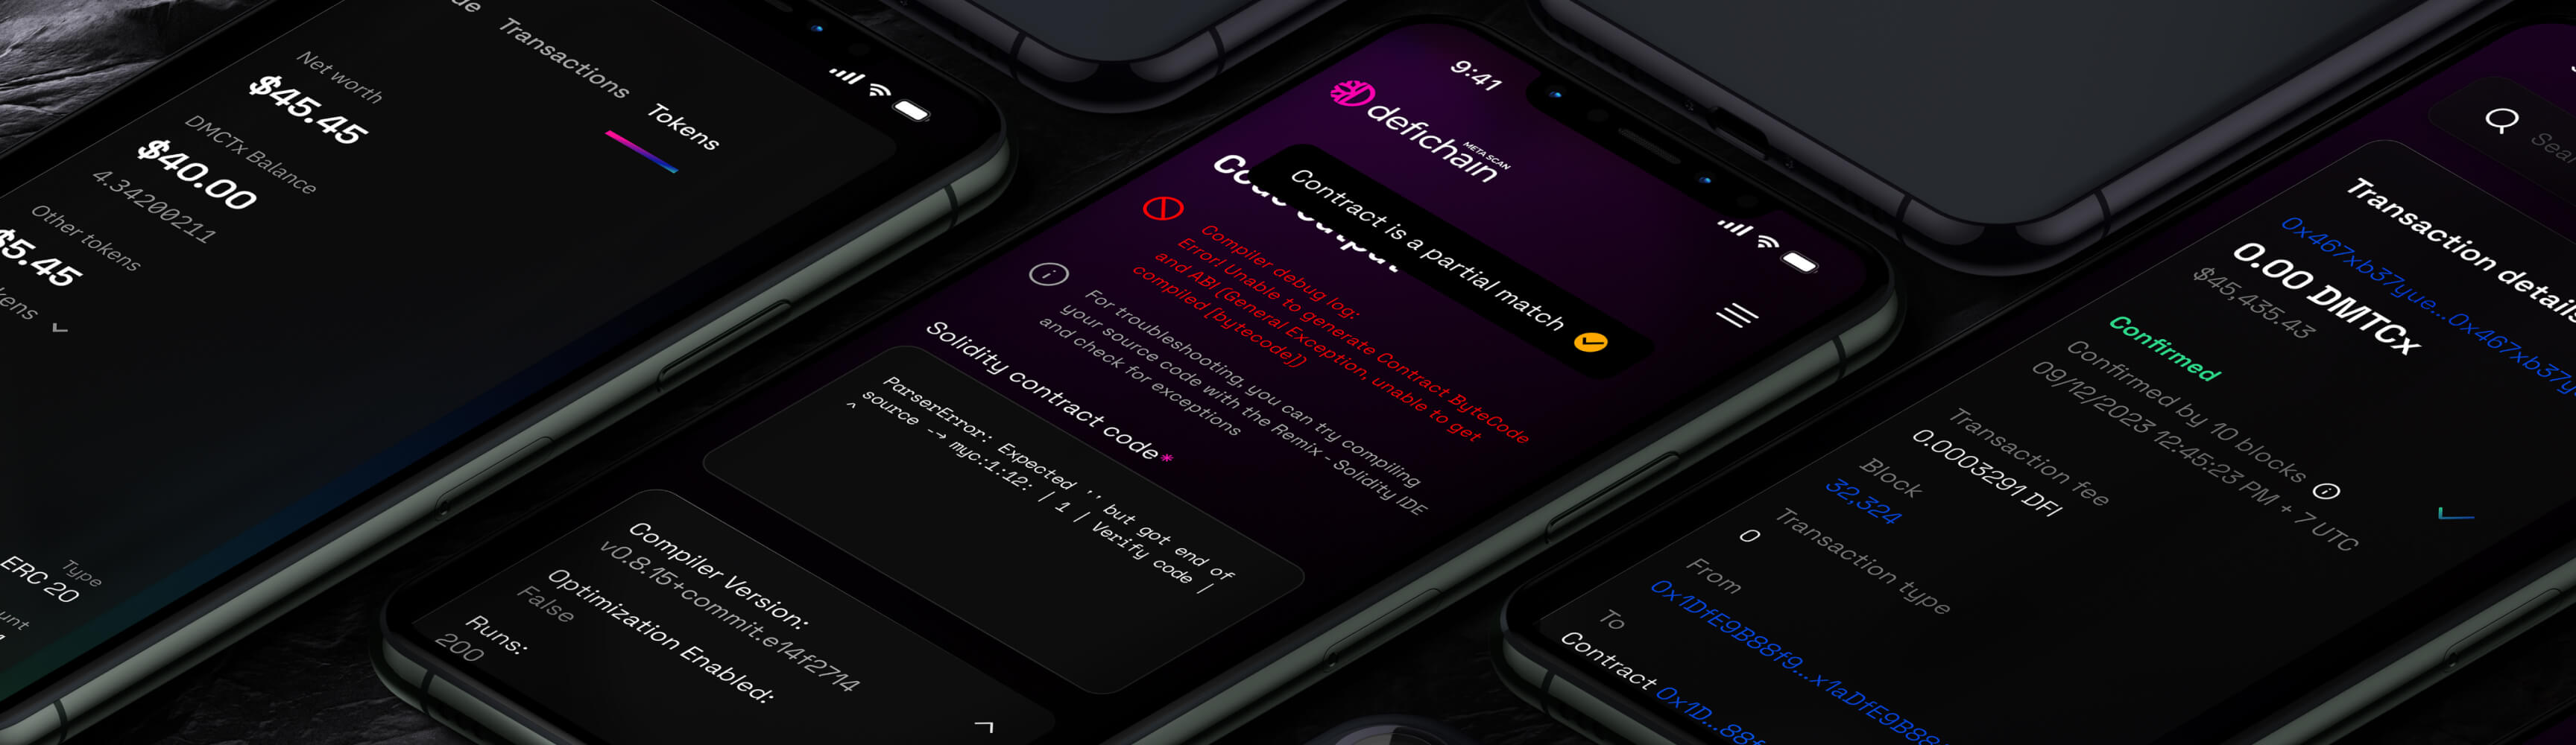 Transactions
Tokens
Net worth
$45.45
DMCTx Balance
$40.00
4.34200211
Other tokens
$5.45
Type
ERC 20
9:41
defichain
META SCAN
Contract is a partial match
Compiler debug log:
Error! Unable to generate Contract ByteCode
and ABI (General Exception, unable to get
compiled [bytecode])
For troubleshooting, you can try compiling
your source code with the Remix - Solidity IDE
and check for exceptions
Solidity contract code*
ParserError: Expected '' but got end of
source --> myc:1:12: | 1 | Verify code |
^
Compiler Version:
v0.8.15+commit.e14f2714
Optimization Enabled:
False
Runs:
200
Transaction details
0x467xb37yue...0x467xb37y
0.00 DMTCx
$45,435.43
Confirmed
Confirmed by 10 blocks
09/12/2023 12:45:23 PM + 7 UTC
Transaction fee
0.00003291 DFI
Block
32,324
Transaction type
0
From
0x1DfE9B88f9...x1aDfE9B88
To
Contract 0x1D...88f